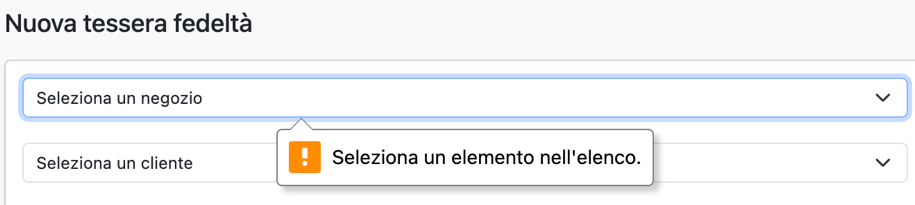 Nuova tessera fedeltà
Seleziona un negozio
Seleziona un elemento nell'elenco.
Seleziona un cliente